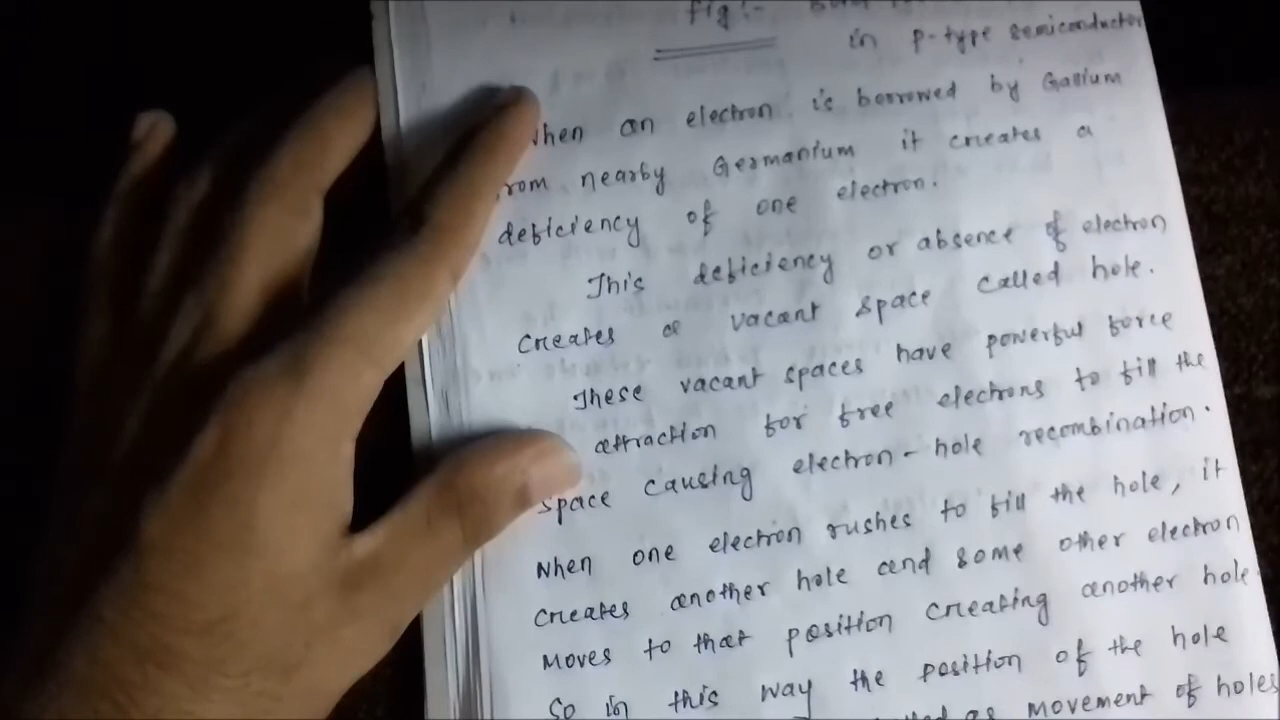 fig:-
in p-type semiconductor
when an electron is borrowed by Gallium
from nearby Germanium it creates a
deficiency of one electron.
This deficiency or absence of electron
creates a vacant space called hole.
These vacant spaces have powerful force
attraction for free electrons to fill the
space causing electron-hole recombination.
When one electron rushes to fill the hole, it
creates another hole and some other electron
moves to that position creating another hole.
So in this way the position of the hole
as movement of holes